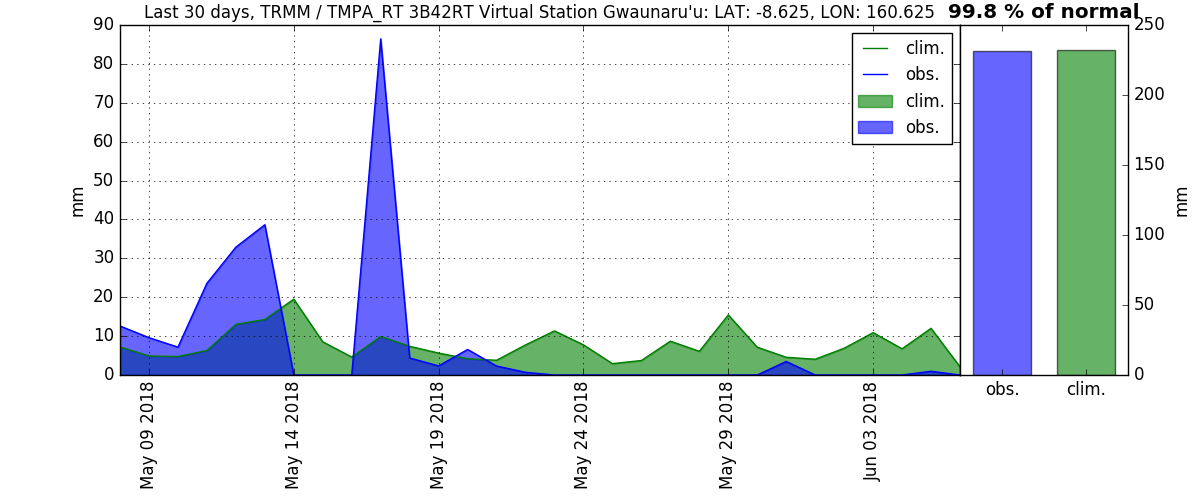 Last 30 days, TRMM / TMPA_RT 3B42RT Virtual Station Gwaunaru'u: LAT: -8.625, LON: 160.625
99.8 % of normal
90
80
70
60
50
40
30
20
10
0
mm
clim.
obs.
clim.
obs.
May 09 2018
May 14 2018
May 19 2018
May 24 2018
May 29 2018
Jun 03 2018
250
200
150
100
50
0
mm
obs.
clim.